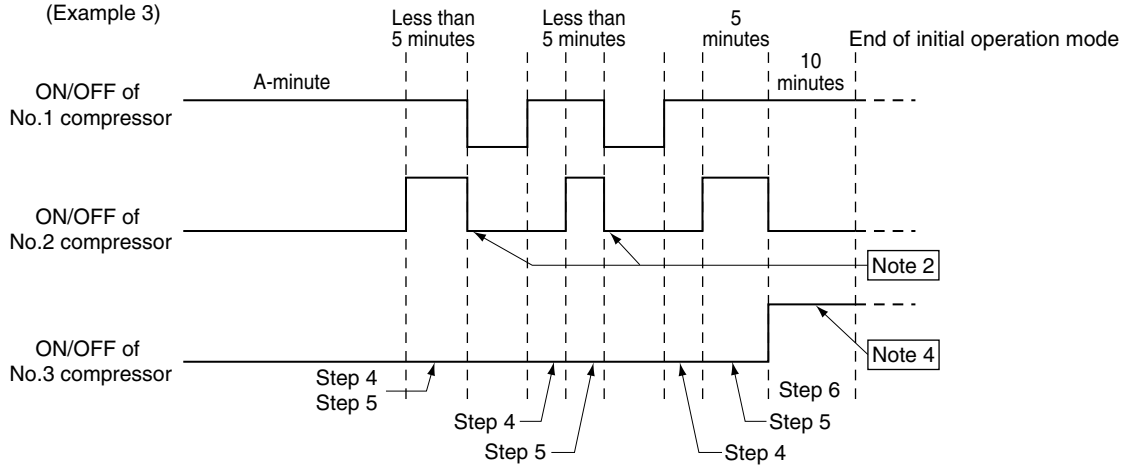 (Example 3)
Less than
5 minutes
Less than
5 minutes
5
minutes
End of initial operation mode
10
minutes
A-minute
ON/OFF of
No.1 compressor
ON/OFF of
No.2 compressor
Note 2
ON/OFF of
No.3 compressor
Note 4
Step 4
Step 5
Step 6
Step 4
Step 5
Step 5
Step 4